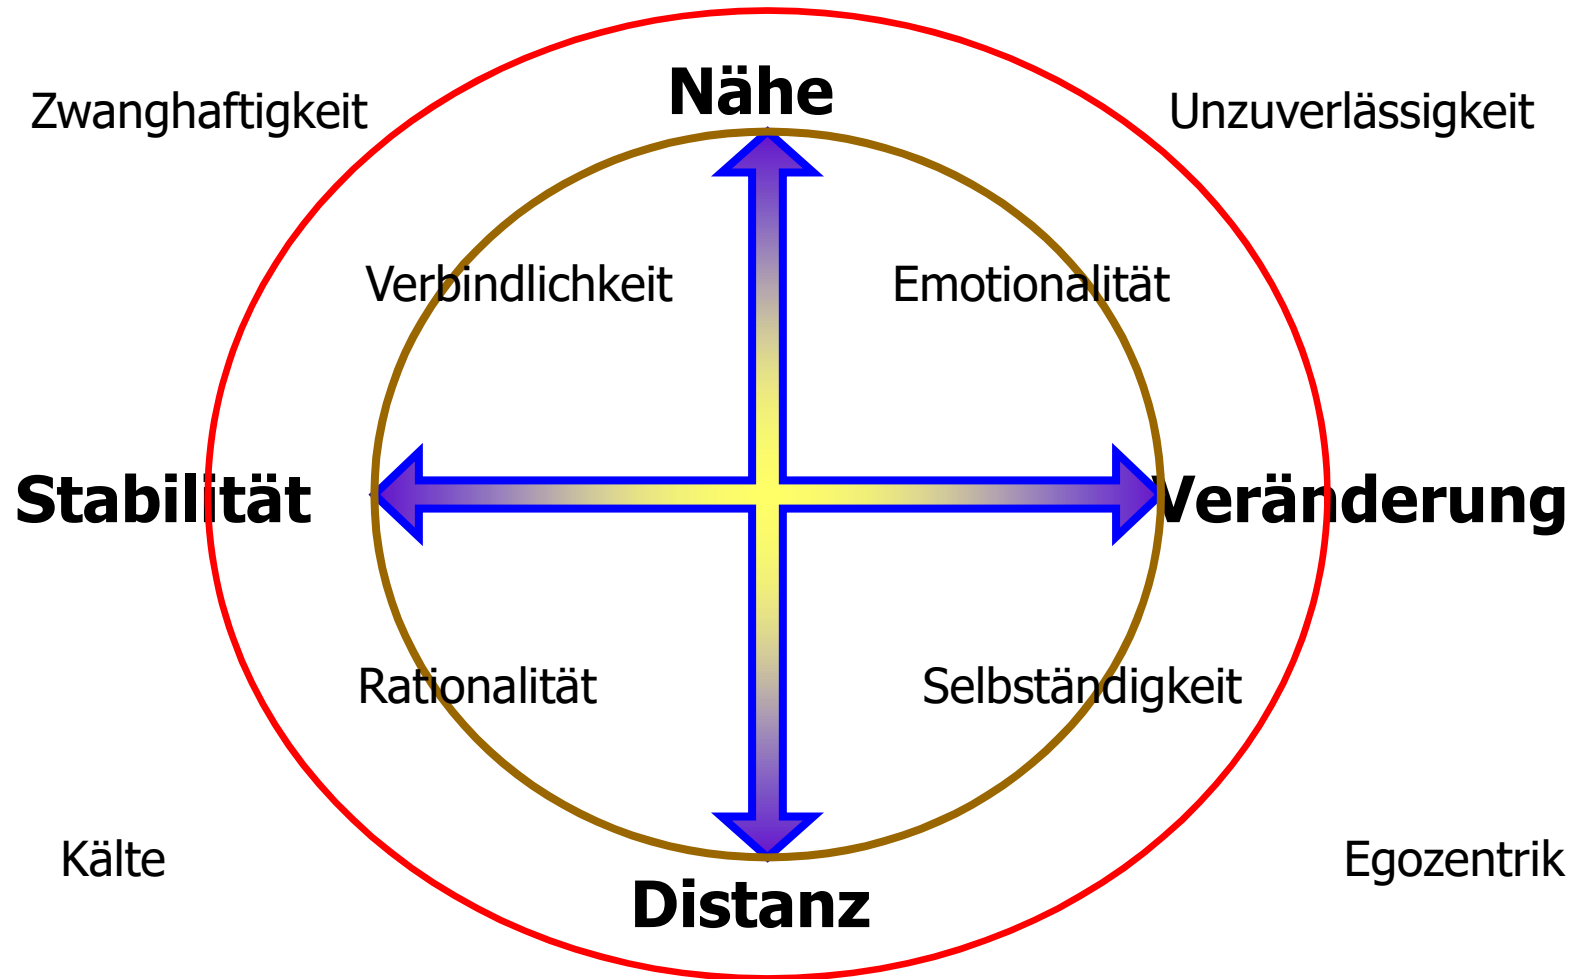 Nähe
Zwanghaftigkeit
Unzuverlässigkeit
Verbindlichkeit
Emotionalität
Stabilität
Veränderung
Rationalität
Selbständigkeit
Kälte
Egozentrik
Distanz